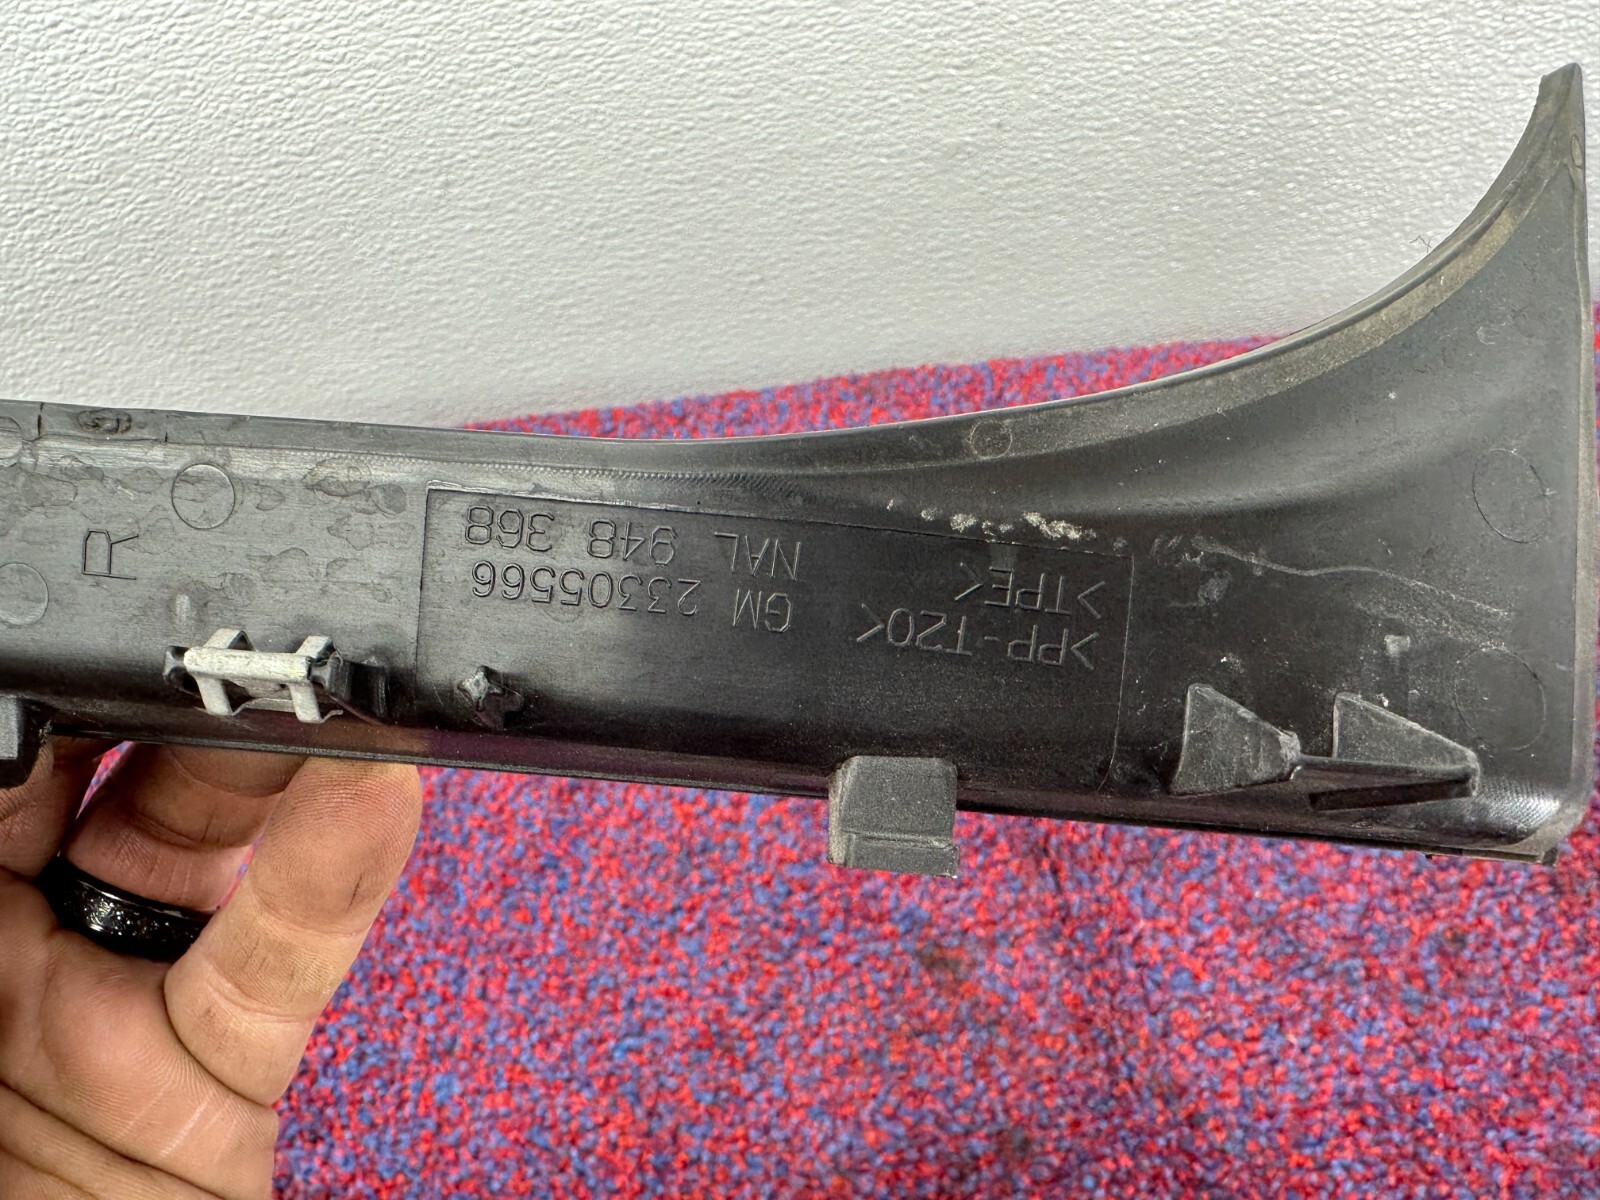 >PP-T20<
>TPE<
GM 23305566
NAL 948 368
R